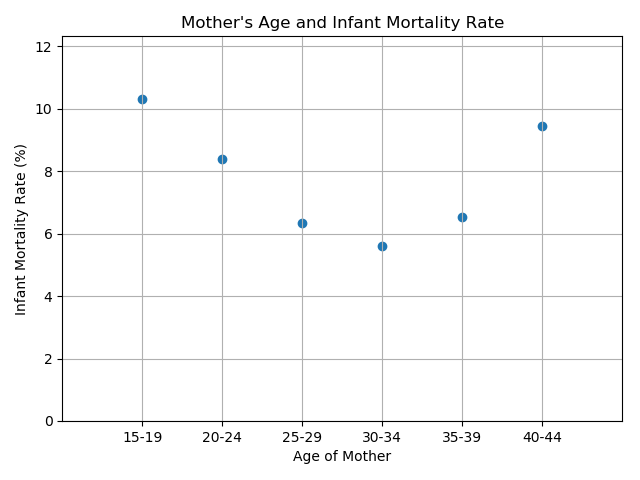 Mother's Age and Infant Mortality Rate
12
10
8
6
4
2
0
Infant Mortality Rate (%)
15-19 20-24 25-29 30-34 35-39 40-44
Age of Mother